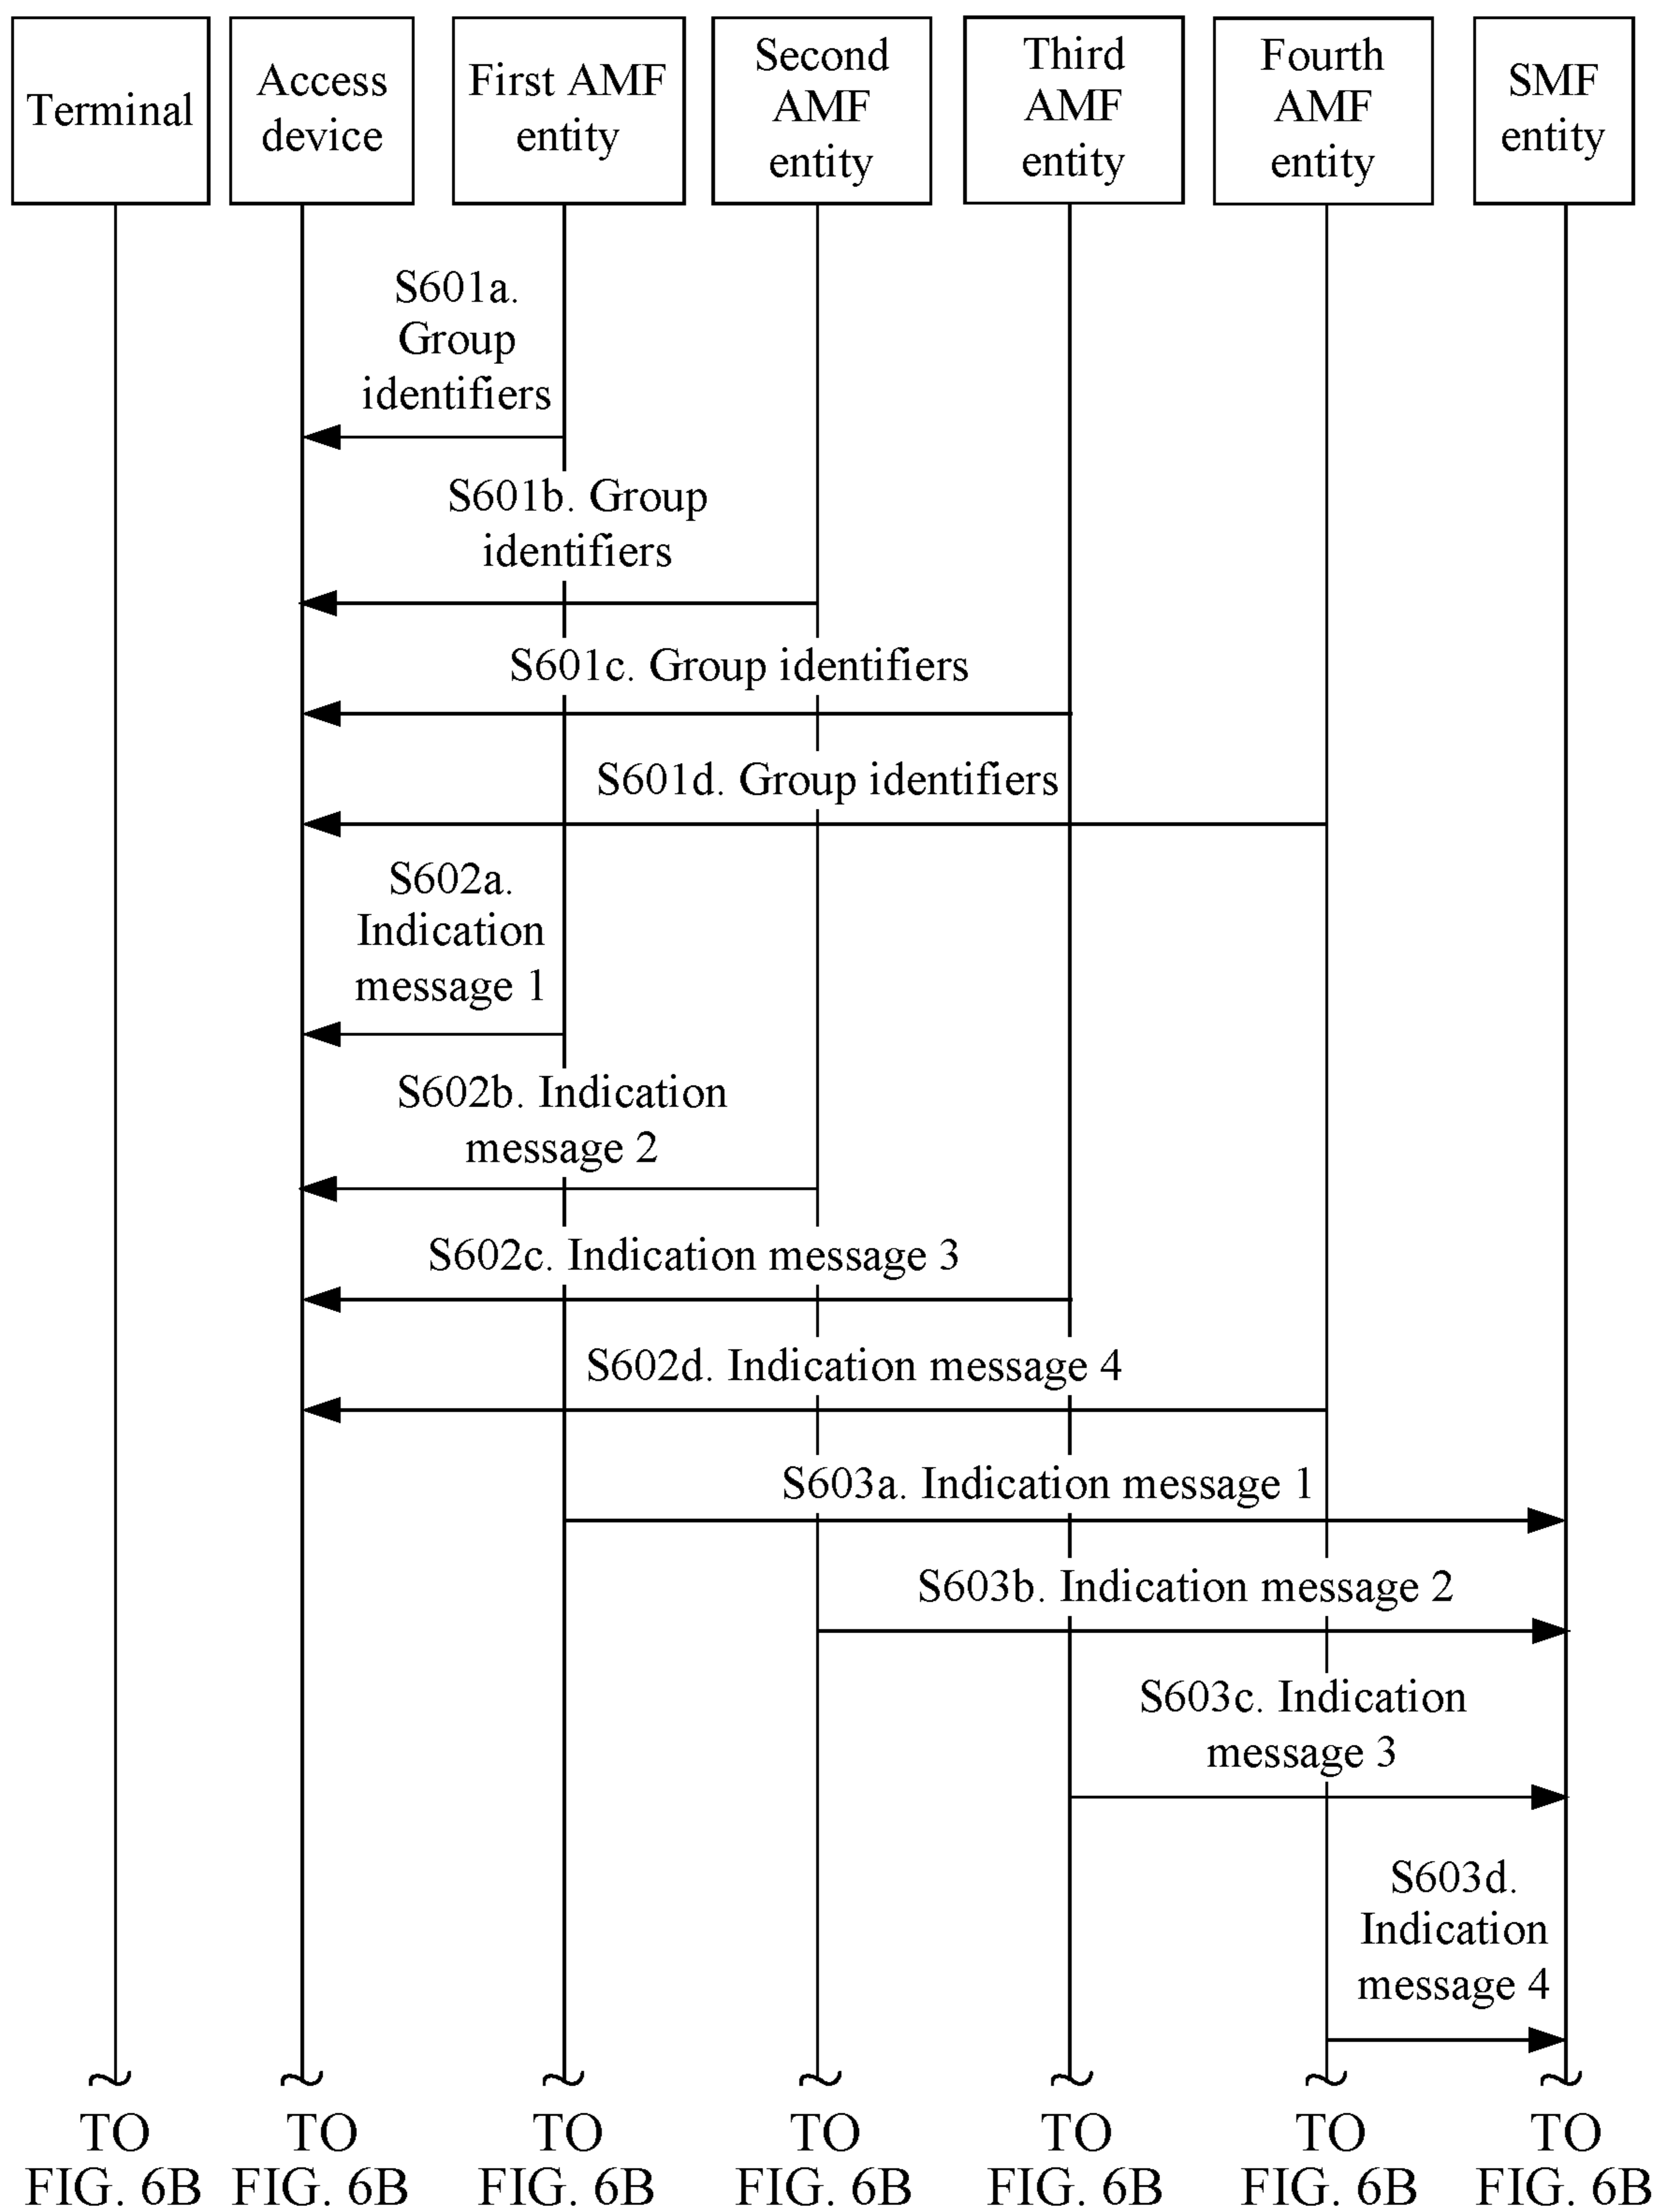 Terminal
Access
device
First AMF
entity
Second
AMF
entity
Third
AMF
entity
Fourth
AMF
entity
SMF
entity
S601a.
Group
identifiers
S601b. Group
identifiers
S601c. Group identifiers
S601d. Group identifiers
S602a.
Indication
message 1
S602b. Indication
message 2
S602c. Indication message 3
S602d. Indication message 4
S603a. Indication message 1
S603b. Indication message 2
S603c. Indication
message 3
S603d.
Indication
message 4
TO
FIG. 6B
TO
FIG. 6B
TO
FIG. 6B
TO
FIG. 6B
TO
FIG. 6B
TO
FIG. 6B
TO
FIG. 6B